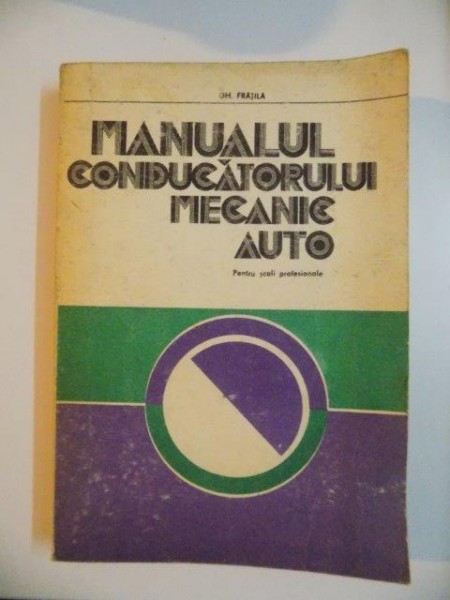 GH. FRĂȚILĂ
MANUALUL
CONDUCĂTORULUI
MECANIC
AUTO
Pentru școli profesionale